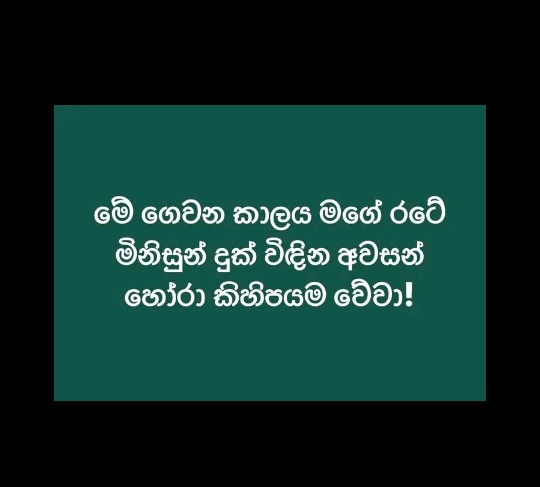 මේ ගෙවන කාලය මගේ රටේ
මිනිසුන් දුක් විඳින අවසන්
හෝරා කිහිපයම වේවා!